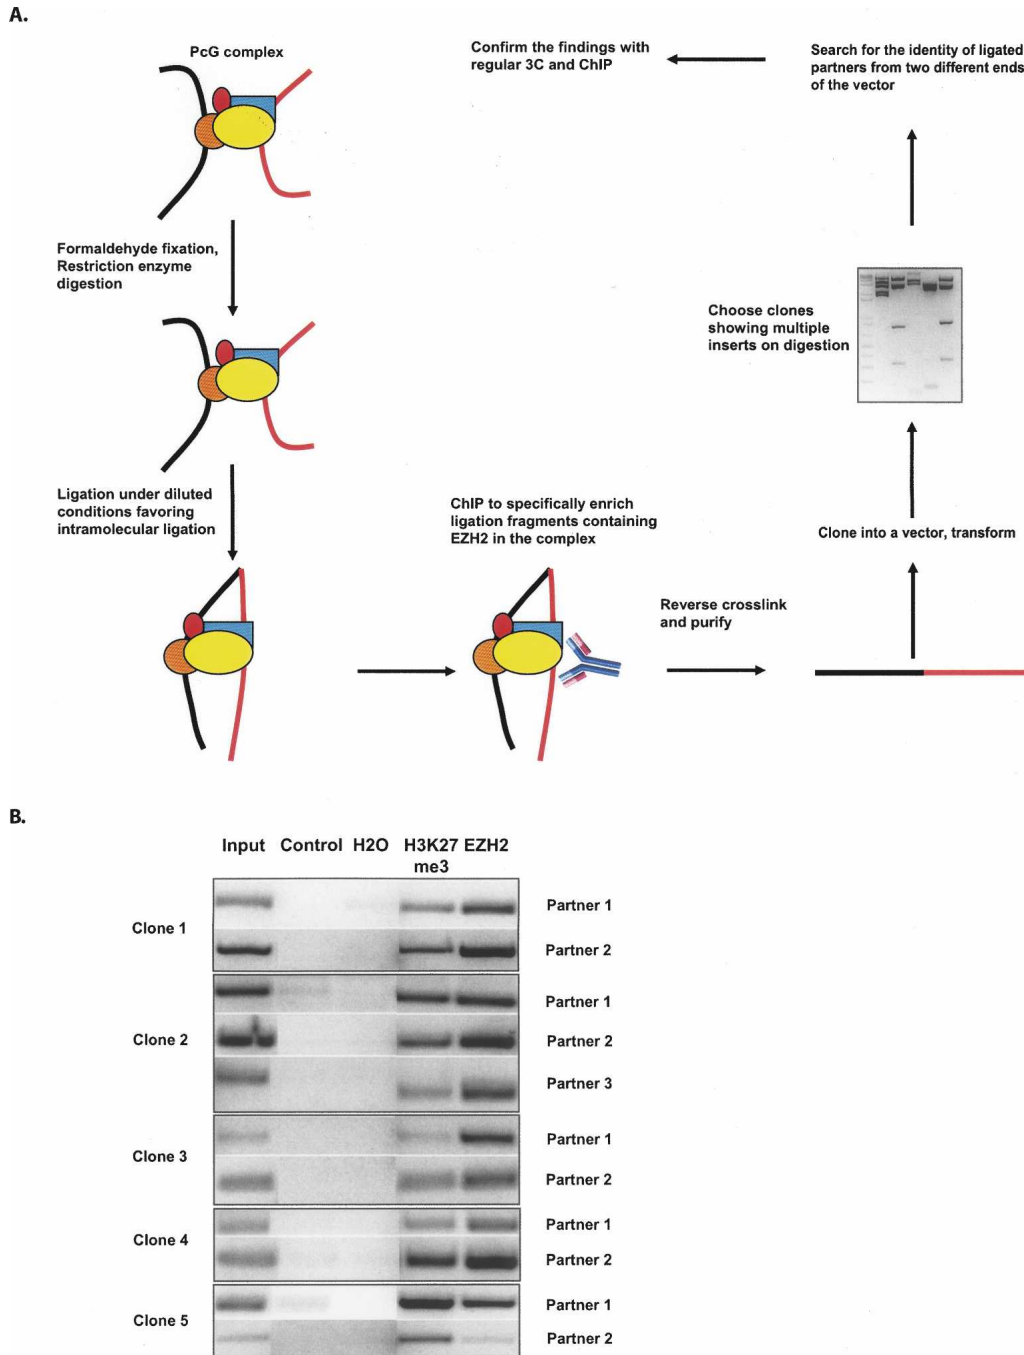 A.
PcG complex
Confirm the findings with
regular 3C and ChIP
Search for the identity of ligated
partners from two different ends
of the vector
Formaldehyde fixation,
Restriction enzyme
digestion
Choose clones
showing multiple
inserts on digestion
Ligation under diluted
conditions favoring
intramolecular ligation
ChIP to specifically enrich
ligation fragments containing
EZH2 in the complex
Clone into a vector, transform
Reverse crosslink
and purify
B.
Input Control H2O H3K27 EZH2
me3
Clone 1
Partner 1
Partner 2
Clone 2
Partner 1
Partner 2
Partner 3
Clone 3
Partner 1
Partner 2
Clone 4
Partner 1
Partner 2
Clone 5
Partner 1
Partner 2